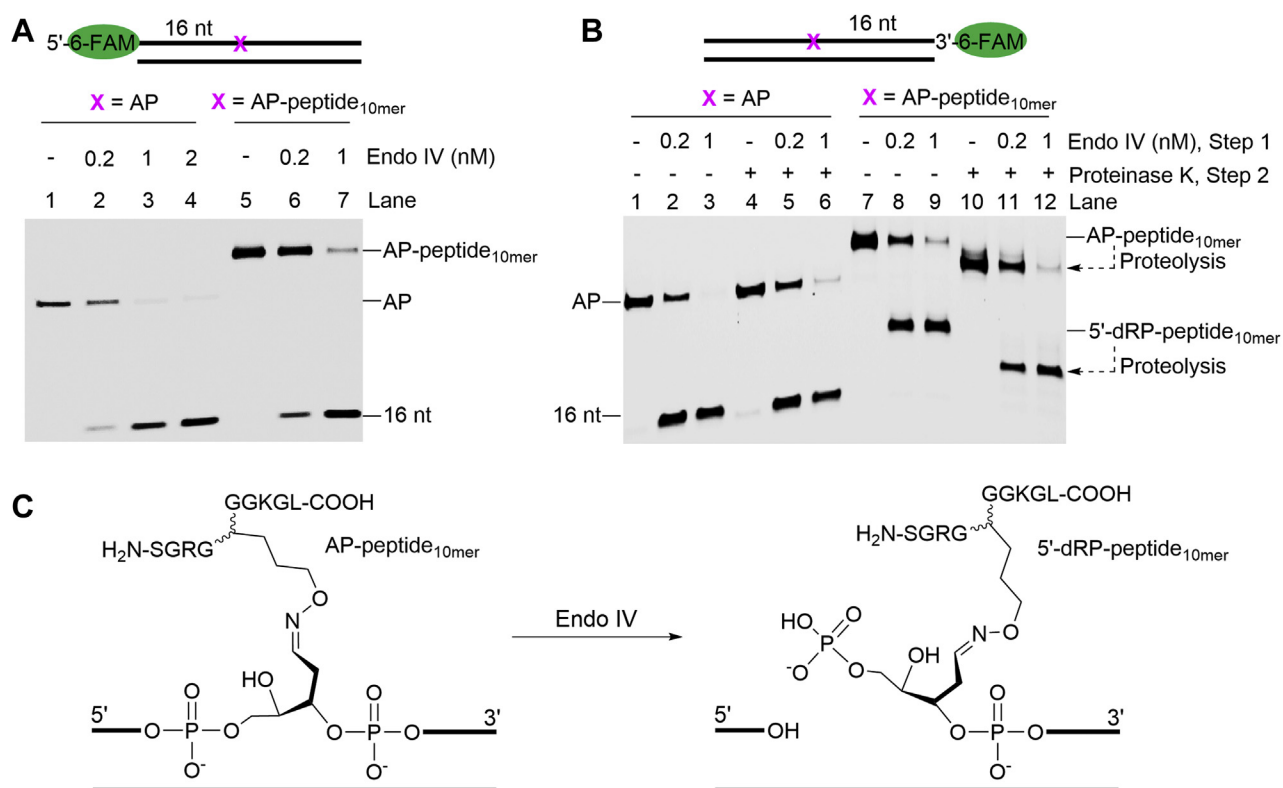 A
5'-6-FAM
16 nt
X
X = AP
X = AP-peptide10mer
- 0.2 1 2 - 0.2 1 Endo IV (nM)
1 2 3 4 5 6 7 Lane
AP-peptide10mer
AP
16 nt
B
16 nt
X
3'-6-FAM
X = AP
X = AP-peptide10mer
- 0.2 1 - 0.2 1 - 0.2 1 - 0.2 1 Endo IV (nM), Step 1
- - - + + + - - - + + + Proteinase K, Step 2
1 2 3 4 5 6 7 8 9 10 11 12 Lane
AP-peptide10mer
Proteolysis
AP
5'-dRP-peptide10mer
Proteolysis
16 nt
C
GGKGL-COOH
H2N-SGRG
AP-peptide10mer
O
N
HO
O
5'
O P O
O P O
3'
O-
O-
Endo IV
GGKGL-COOH
H2N-SGRG
5'-dRP-peptide10mer
HO O
P
-O O
OH
N O
5'
OH
O
O P O
3'
O-